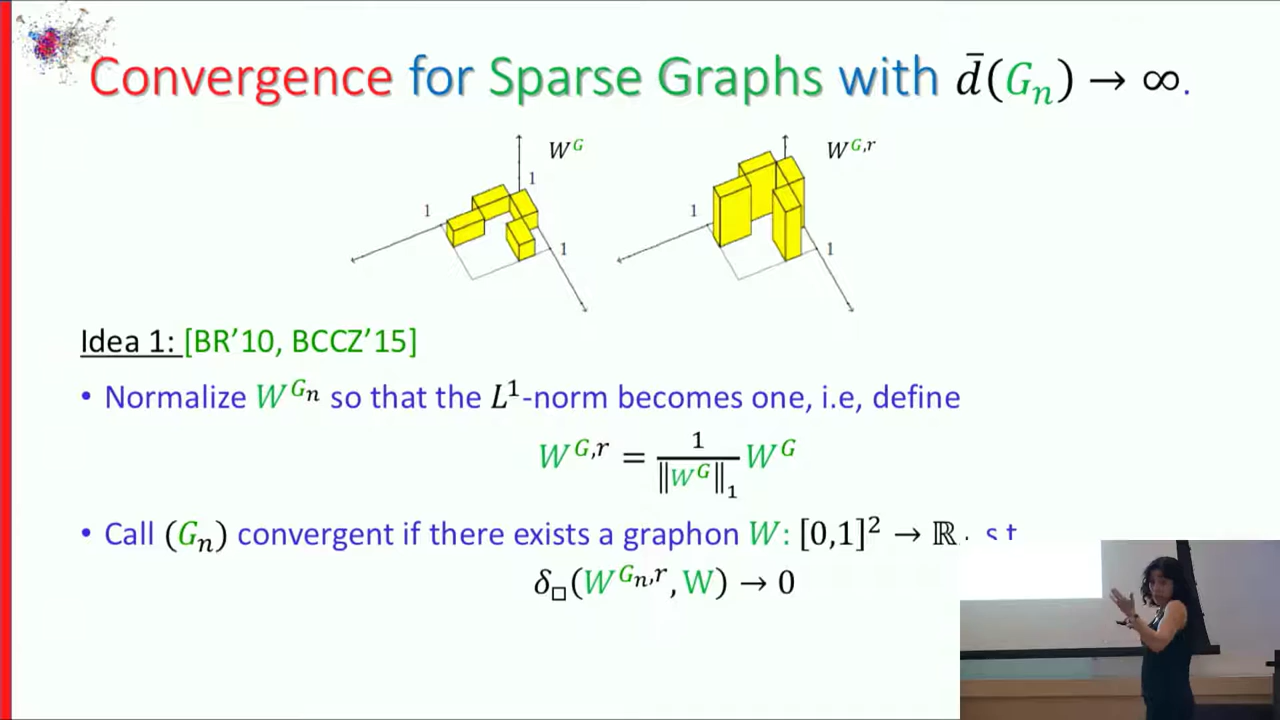 Convergence for Sparse Graphs with d̄(Gₙ) → ∞.
W^G
W^{G,r}
1
1
1
1
1
Idea 1: [BR'10, BCCZ'15]
• Normalize W^{Gₙ} so that the L¹-norm becomes one, i.e, define
W^{G,r} = 1/‖W^G‖₁ W^G
• Call (Gₙ) convergent if there exists a graphon W: [0,1]² → ℝ
δ□(W^{Gₙ,r}, W) → 0